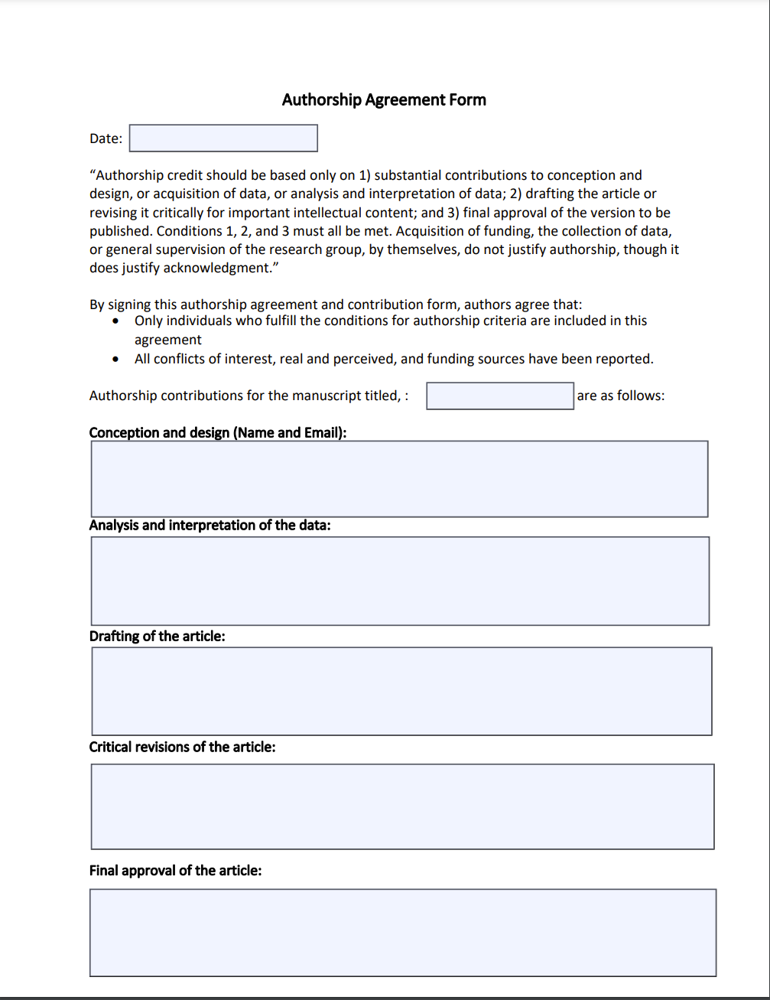 Authorship Agreement Form
Date:
“Authorship credit should be based only on 1) substantial contributions to conception and
design, or acquisition of data, or analysis and interpretation of data; 2) drafting the article or
revising it critically for important intellectual content; and 3) final approval of the version to be
published. Conditions 1, 2, and 3 must all be met. Acquisition of funding, the collection of data,
or general supervision of the research group, by themselves, do not justify authorship, though it
does justify acknowledgment.”
By signing this authorship agreement and contribution form, authors agree that:
• Only individuals who fulfill the conditions for authorship criteria are included in this
agreement
• All conflicts of interest, real and perceived, and funding sources have been reported.
Authorship contributions for the manuscript titled, : are as follows:
Conception and design (Name and Email):
Analysis and interpretation of the data:
Drafting of the article:
Critical revisions of the article:
Final approval of the article: